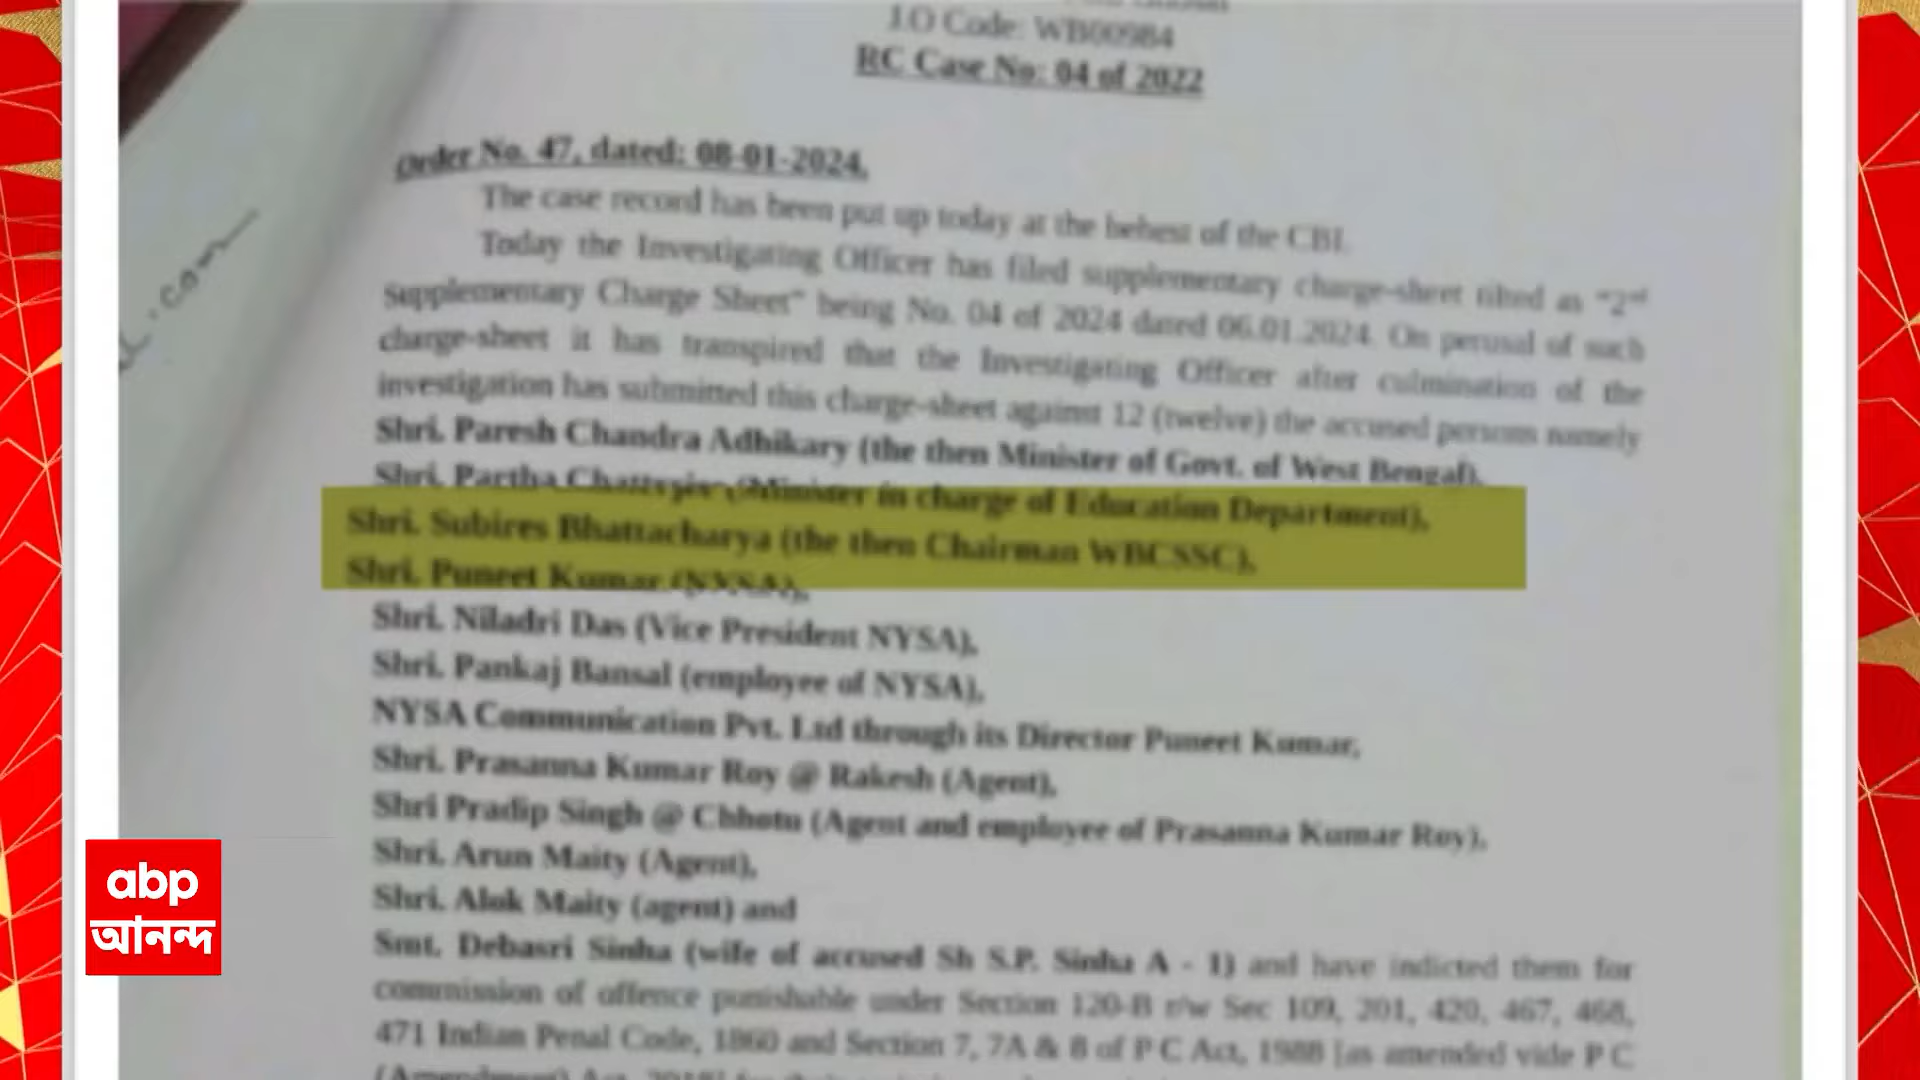 J.O Code: WB00984
RC Case No: 04 of 2022
Order No. 47, dated: 08-01-2024.
The case record has been put up today at the behest of the CBI.
Today the Investigating Officer has filed supplementary charge-sheet tilted as "2nd
Supplementary Charge Sheet" being No. 04 of 2024 dated 06.01.2024. On perusal of such
charge-sheet it has transpired that the Investigating Officer after culmination of the
investigation has submitted this charge-sheet against 12 (twelve) the accused persons namely
Shri. Paresh Chandra Adhikary (the then Minister of Govt. of West Bengal),
Shri. Partha Chatterjee (Minister in charge of Education Department),
Shri. Subires Bhattacharya (the then Chairman WBCSSC),
Shri. Puneet Kumar (NYSA),
Shri. Niladri Das (Vice President NYSA),
Shri. Pankaj Bansal (employee of NYSA),
NYSA Communication Pvt. Ltd through its Director Puneet Kumar,
Shri. Prasanna Kumar Roy @ Rakesh (Agent),
Shri Pradip Singh @ Chhotu (Agent and employee of Prasanna Kumar Roy),
Shri. Arun Maity (Agent),
Shri. Alok Maity (agent) and
Smt. Debasri Sinha (wife of accused Sh S.P. Sinha A - 1) and have indicted them for
commission of offence punishable under Section 120-B r/w Sec 109, 201, 420, 467, 468,
471 Indian Penal Code, 1860 and Section 7, 7A & 8 of P C Act, 1988 [as amended vide P C
.com
abp
আনন্দ